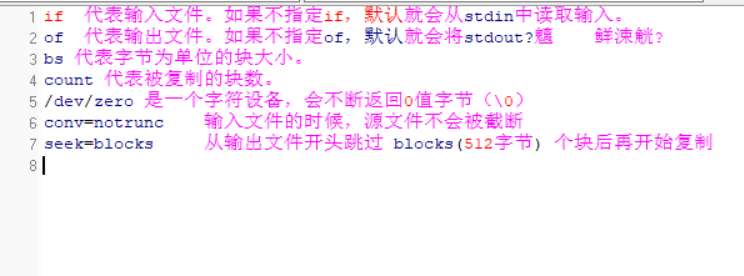 1 if 代表输入文件。如果不指定if，默认就会从stdin中读取输入。
2 of 代表输出文件。如果不指定of，默认就会将stdout?魑 鲜涑觥?
3 bs 代表字节为单位的块大小。
4 count 代表被复制的块数。
5 /dev/zero 是一个字符设备，会不断返回0值字节（\0）
6 conv=notrunc 输入文件的时候，源文件不会被截断
7 seek=blocks 从输出文件开头跳过 blocks(512字节) 个块后再开始复制
8